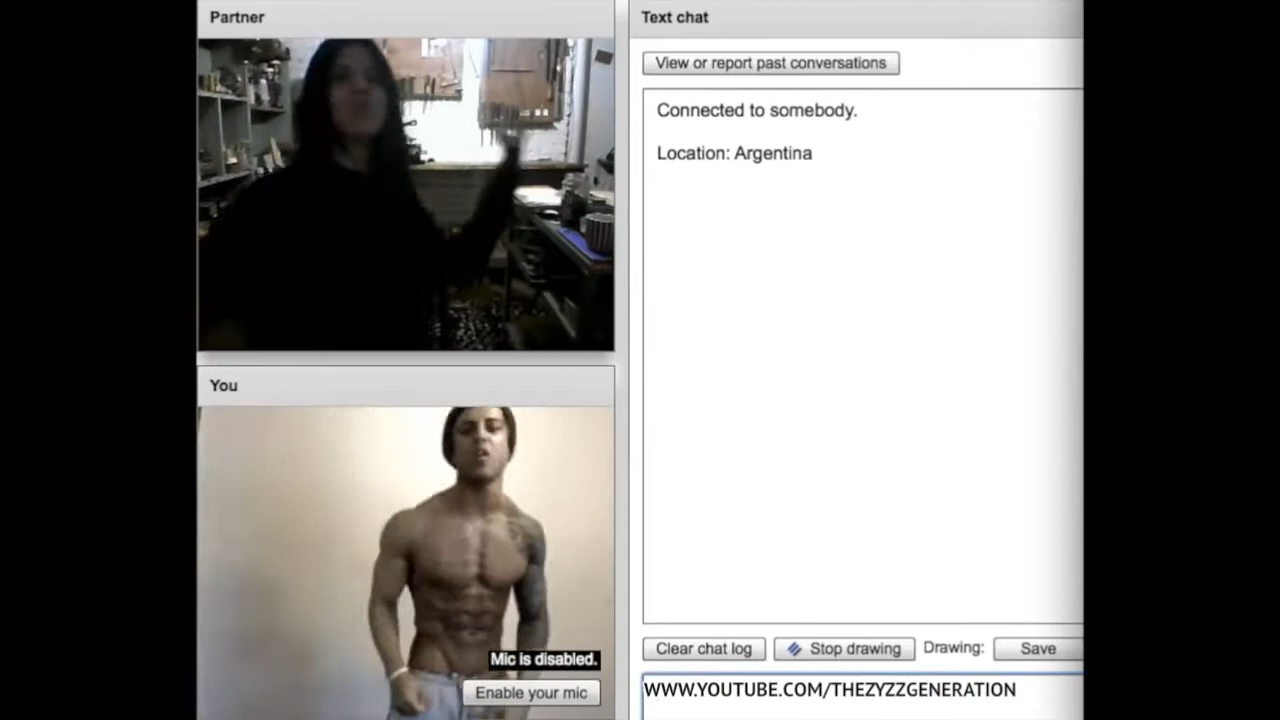 Partner
Text chat
View or report past conversations
Connected to somebody.
Location: Argentina
You
Mic is disabled.
Enable your mic
Clear chat log
Stop drawing
Drawing:
Save
WWW.YOUTUBE.COM/THEZYZZGENERATION